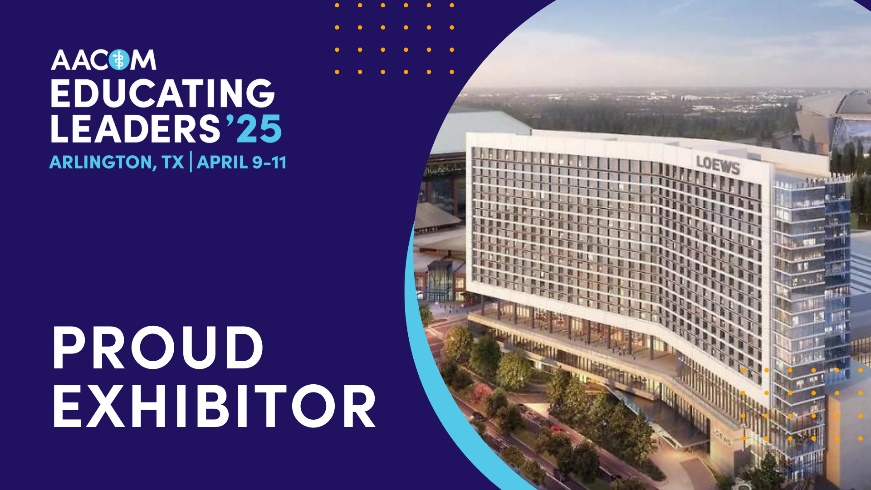 AACOM
EDUCATING
LEADERS '25
ARLINGTON, TX | APRIL 9-11
PROUD
EXHIBITOR
LOEWS